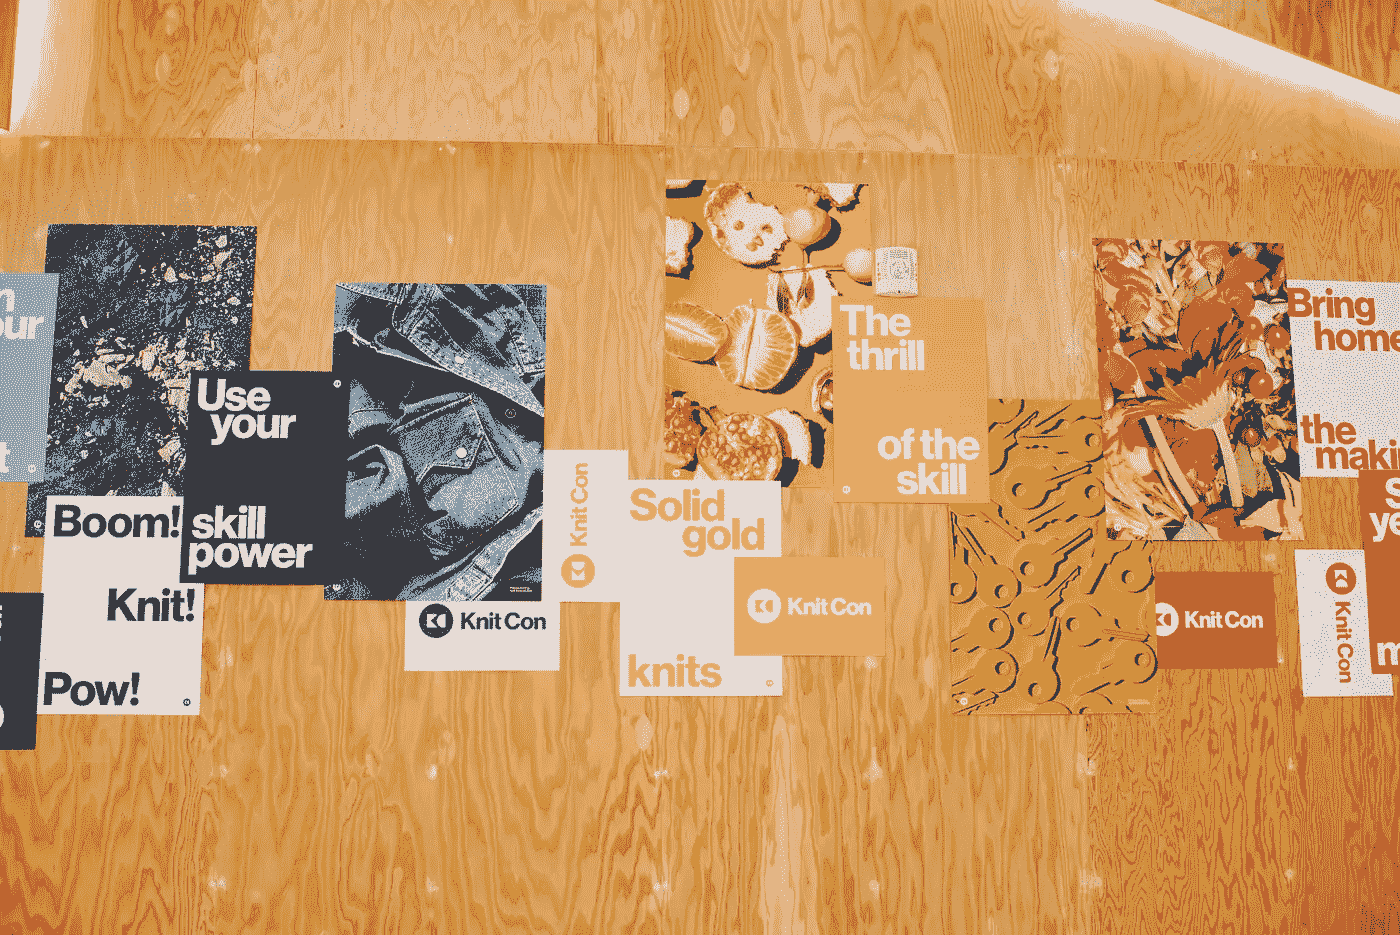 our
Use
your
skill
power
Boom!
Knit!
Pow!
Knit Con
Knit Con
Solid
gold
knits
Knit Con
The
thrill
of the
skill
Knit Con
Bring
home
the
Knit Con